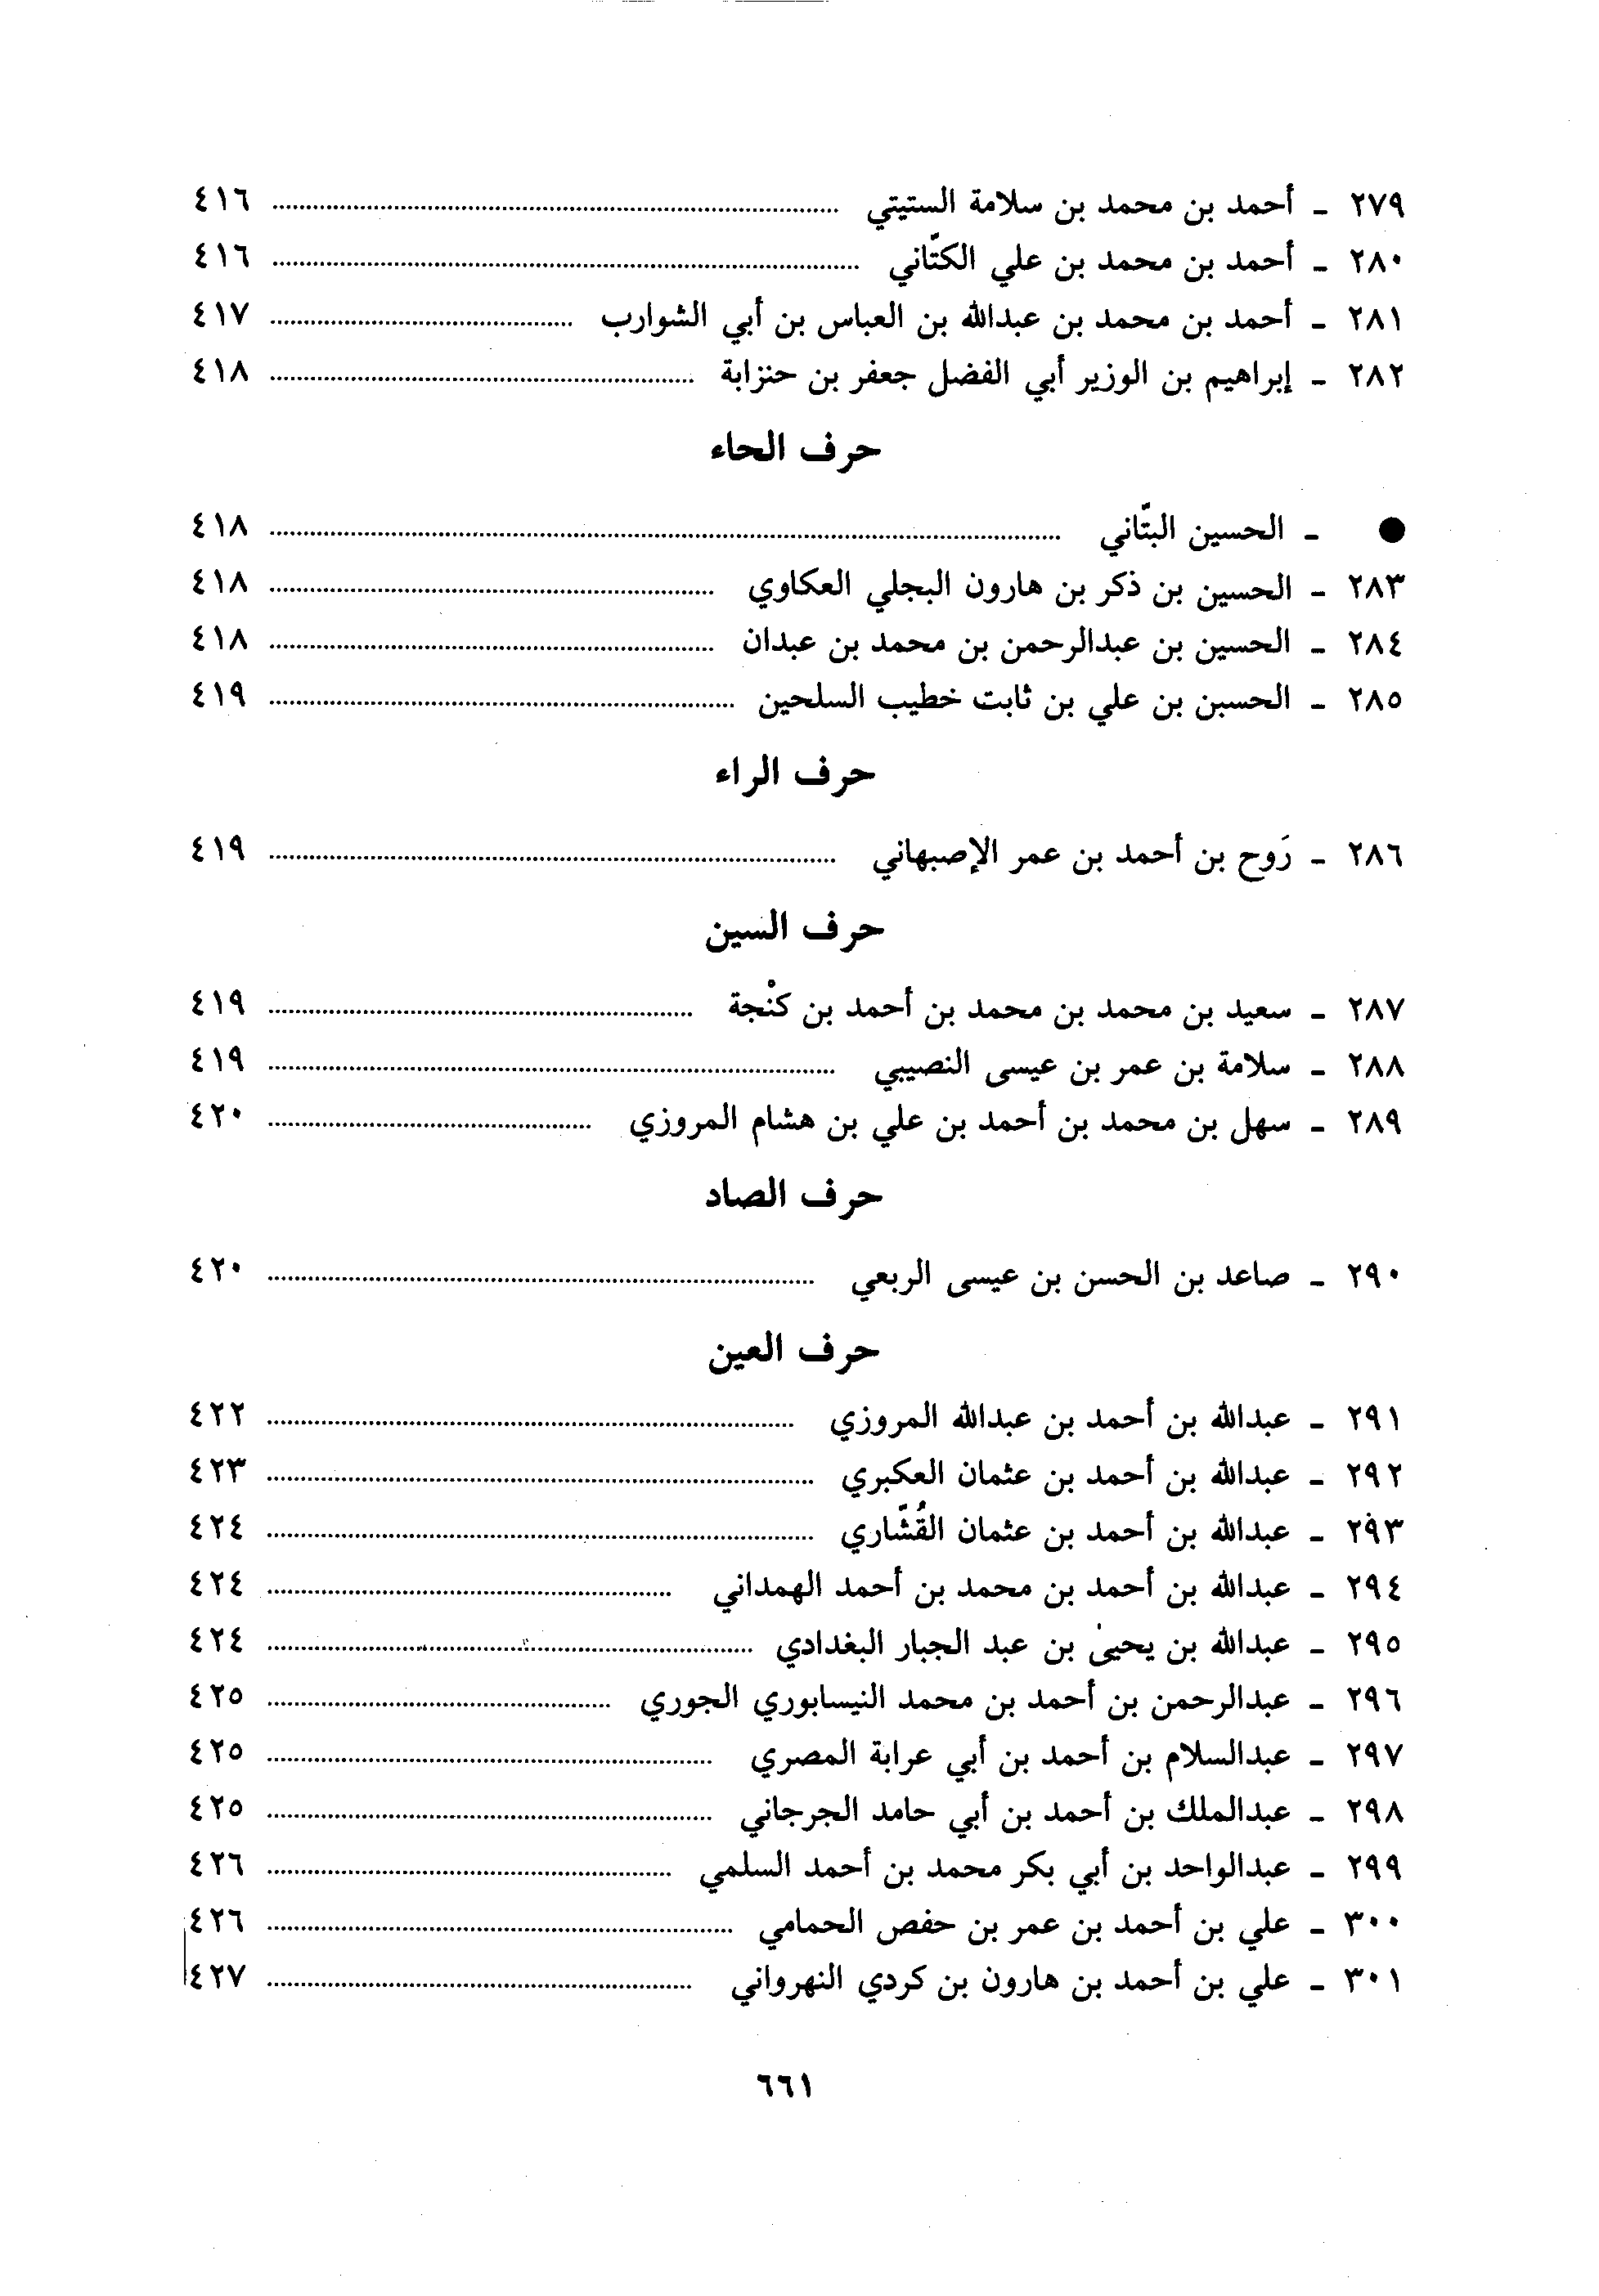 ٢٧٩ - أحمد بن محمد بن سلامة الستيتي ........ ٤١٦
٢٨٠ - أحمد بن محمد بن علي الكتّاني ........ ٤١٦
٢٨١ - أحمد بن محمد بن عبدالله بن العباس بن أبي الشوارب ........ ٤١٧
٢٨٢ - إبراهيم بن الوزير أبي الفضل جعفر بن حنزابة ........ ٤١٨
حرف الحاء
● - الحسين البتّاني ........ ٤١٨
٢٨٣ - الحسين بن ذكر بن هارون البجلي العكاوي ........ ٤١٨
٢٨٤ - الحسين بن عبدالرحمن بن محمد بن عبدان ........ ٤١٨
٢٨٥ - الحسبن بن علي بن ثابت خطيب السلحين ........ ٤١٩
حرف الراء
٢٨٦ - رَوح بن أحمد بن عمر الإصبهاني ........ ٤١٩
حرف السين
٢٨٧ - سعيد بن محمد بن محمد بن أحمد بن كنْجة ........ ٤١٩
٢٨٨ - سلامة بن عمر بن عيسى النصيبي ........ ٤١٩
٢٨٩ - سهل بن محمد بن أحمد بن علي بن هشام المروزي ........ ٤٢٠
حرف الصاد
٢٩٠ - صاعد بن الحسن بن عيسى الربعي ........ ٤٢٠
حرف العين
٢٩١ - عبدالله بن أحمد بن عبدالله المروزي ........ ٤٢٢
٢٩٢ - عبدالله بن أحمد بن عثمان العكبري ........ ٤٢٣
٢٩٣ - عبدالله بن أحمد بن عثمان القُشّاري ........ ٤٢٤
٢٩٤ - عبدالله بن أحمد بن محمد بن أحمد الهمداني ........ ٤٢٤
٢٩٥ - عبدالله بن يحيىٰ بن عبد الجبار البغدادي ........ ٤٢٤
٢٩٦ - عبدالرحمن بن أحمد بن محمد النيسابوري الجوري ........ ٤٢٥
٢٩٧ - عبدالسلام بن أحمد بن أبي عرابة المصري ........ ٤٢٥
٢٩٨ - عبدالملك بن أحمد بن أبي حامد الجرجاني ........ ٤٢٥
٢٩٩ - عبدالواحد بن أبي بكر محمد بن أحمد السلمي ........ ٤٢٦
٣٠٠ - علي بن أحمد بن عمر بن حفص الحمامي ........ ٤٢٦
٣٠١ - علي بن أحمد بن هارون بن كردي النهرواني ........ ٤٢٧
٦٦١